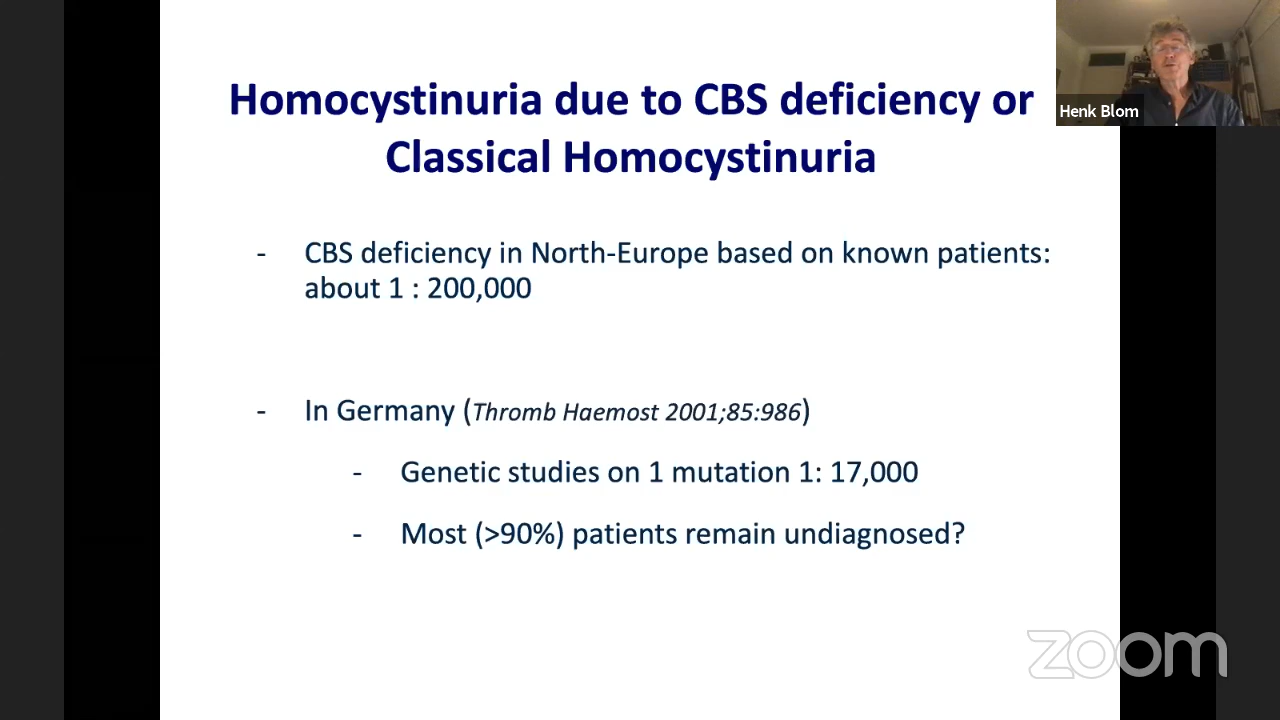 Homocystinuria due to CBS deficiency or
Classical Homocystinuria
Henk Blom
- CBS deficiency in North-Europe based on known patients:
about 1 : 200,000
- In Germany (Thromb Haemost 2001;85:986)
- Genetic studies on 1 mutation 1: 17,000
- Most (>90%) patients remain undiagnosed?
zoom